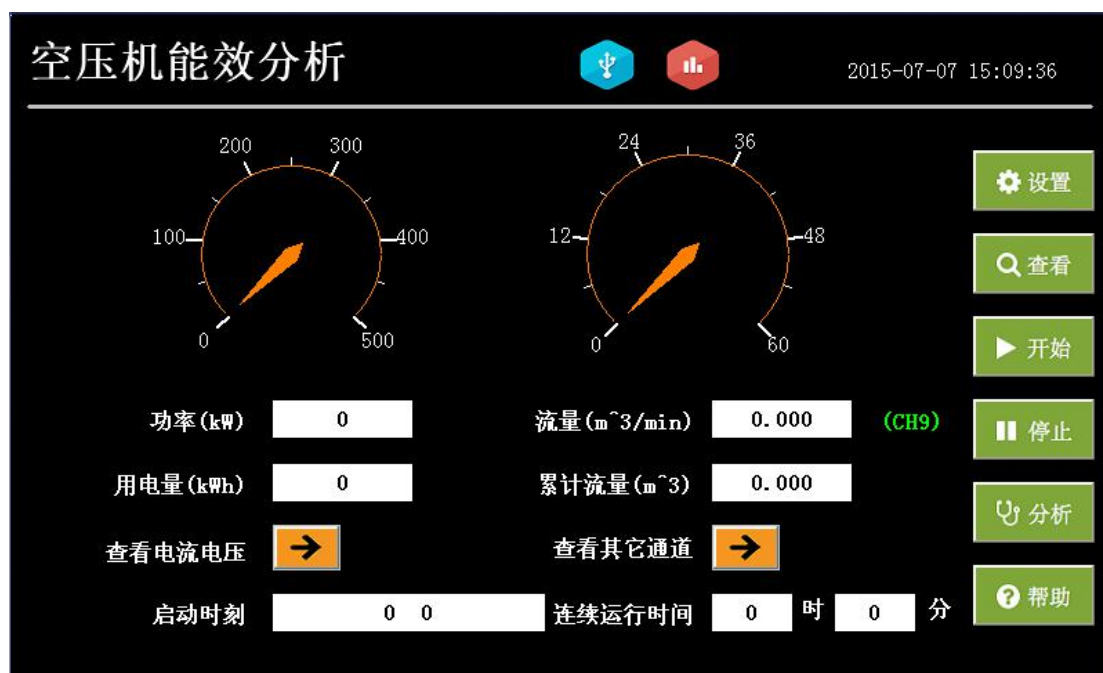 空压机能效分析
2015-07-07 15:09:36
200
300
100
400
0
500
24
36
12
48
0
60
设置
查看
开始
停止
分析
帮助
功率(kW)
0
流量(m^3/min)
0.000
(CH9)
用电量(kWh)
0
累计流量(m^3)
0.000
查看电流电压
查看其它通道
启动时刻
0 0
连续运行时间
0
时
0
分